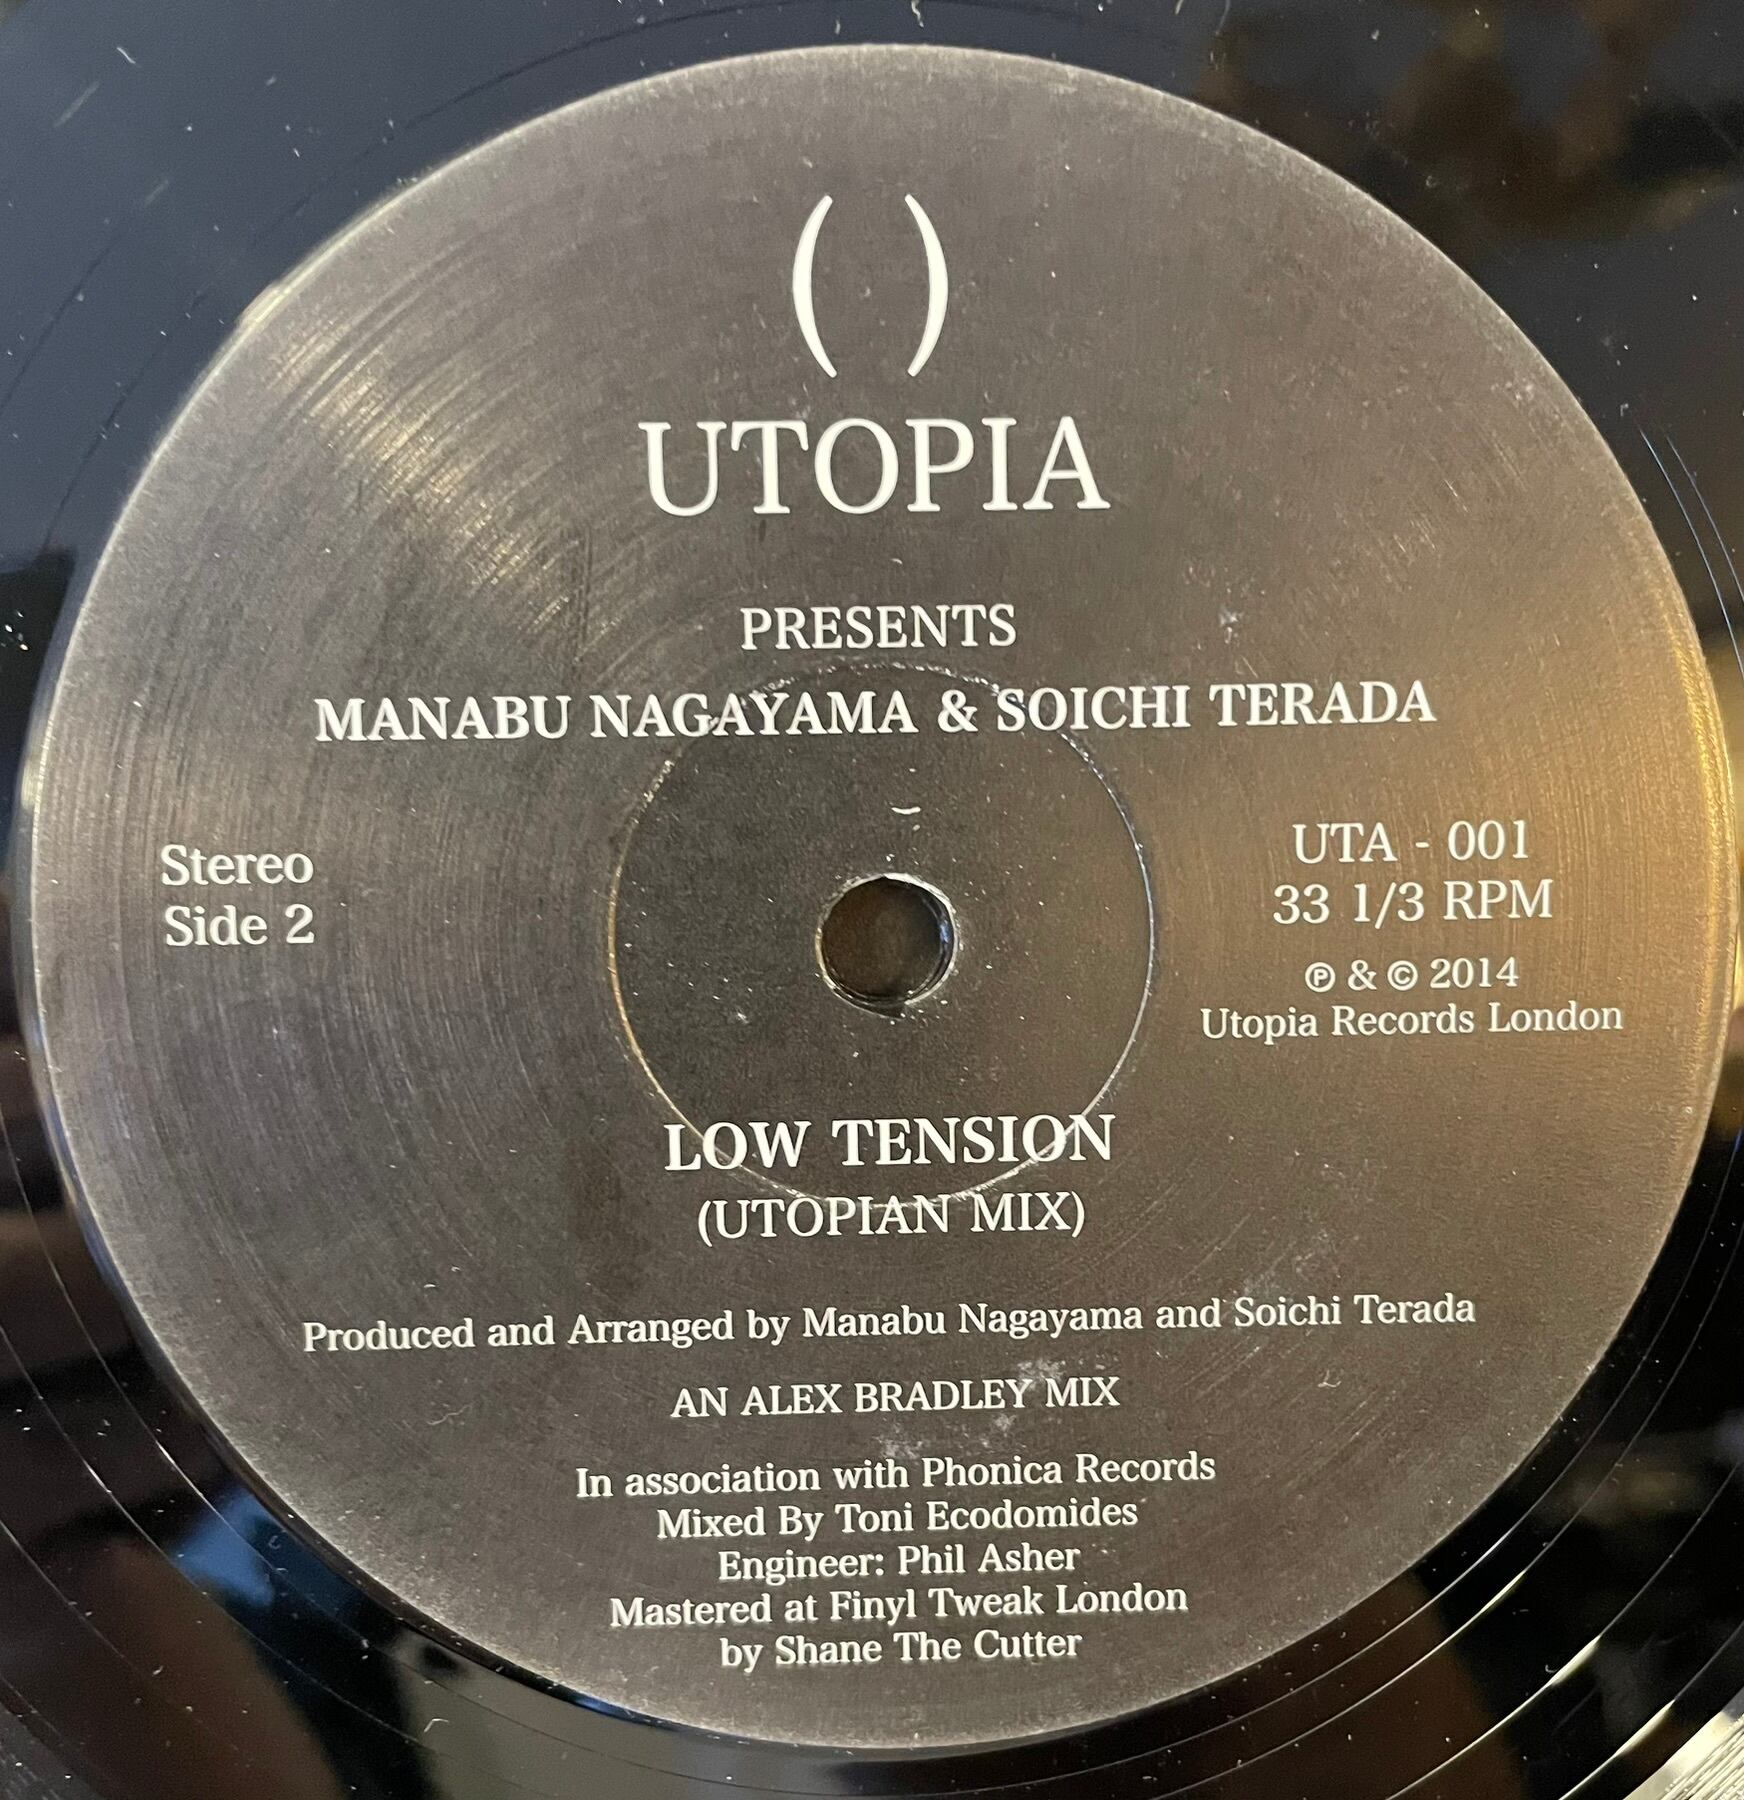 ( )
UTOPIA
PRESENTS
MANABU NAGAYAMA & SOICHI TERADA
Stereo
Side 2
UTA - 001
33 1/3 RPM
℗ & © 2014
Utopia Records London
LOW TENSION
(UTOPIAN MIX)
Produced and Arranged by Manabu Nagayama and Soichi Terada
AN ALEX BRADLEY MIX
In association with Phonica Records
Mixed By Toni Ecodomides
Engineer: Phil Asher
Mastered at Finyl Tweak London
by Shane The Cutter